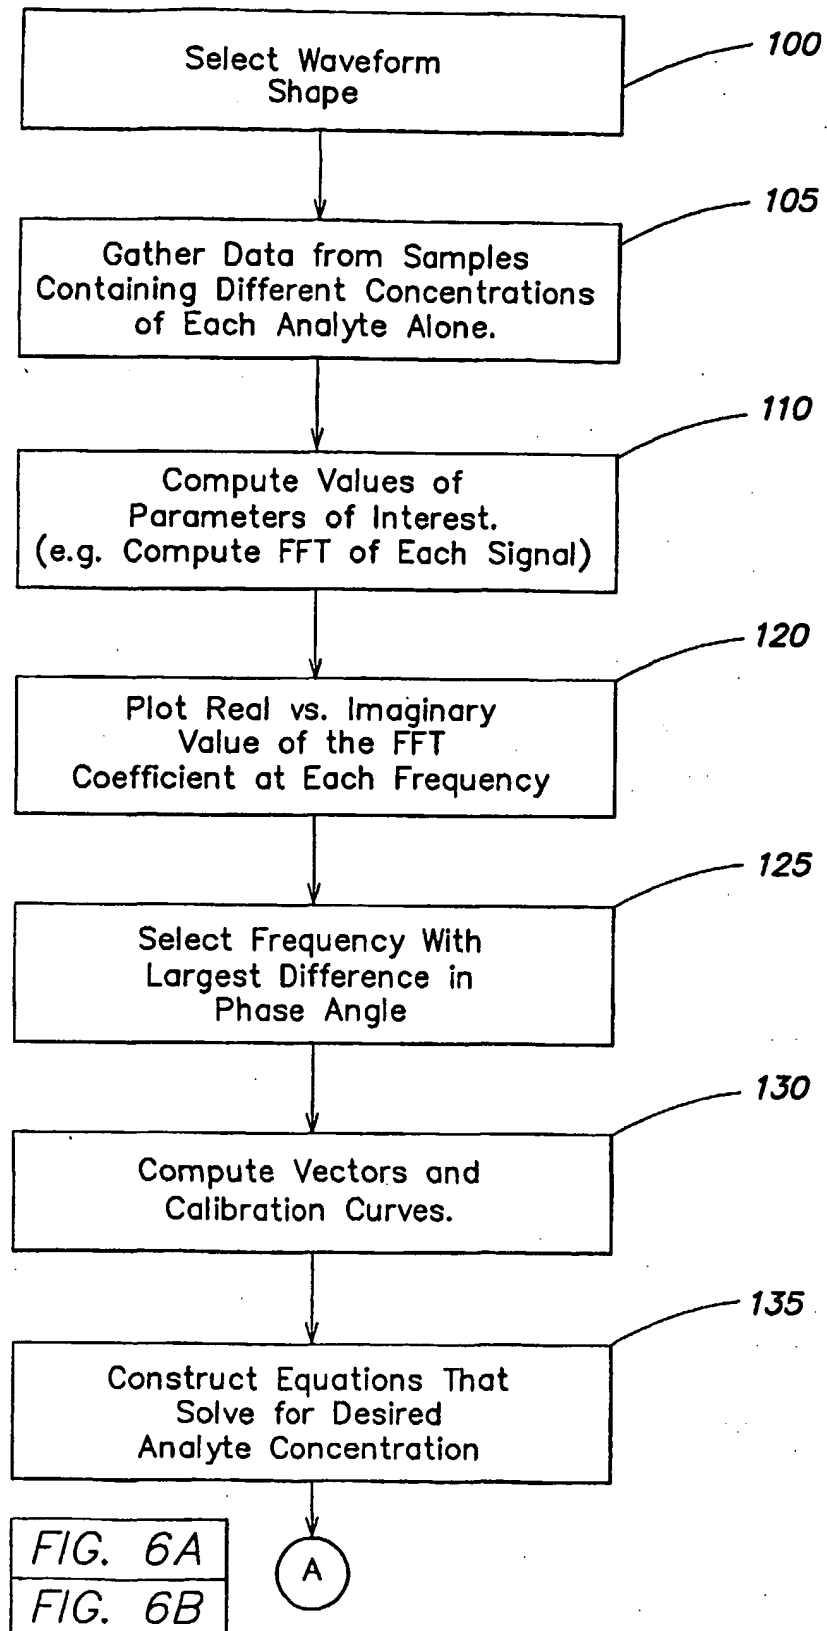 Select Waveform
Shape
100
Gather Data from Samples
Containing Different Concentrations
of Each Analyte Alone.
105
Compute Values of
Parameters of Interest.
(e.g. Compute FFT of Each Signal)
110
Plot Real vs. Imaginary
Value of the FFT
Coefficient at Each Frequency
120
Select Frequency With
Largest Difference in
Phase Angle
125
Compute Vectors and
Calibration Curves.
130
Construct Equations That
Solve for Desired
Analyte Concentration
135
A
FIG. 6A
FIG. 6B